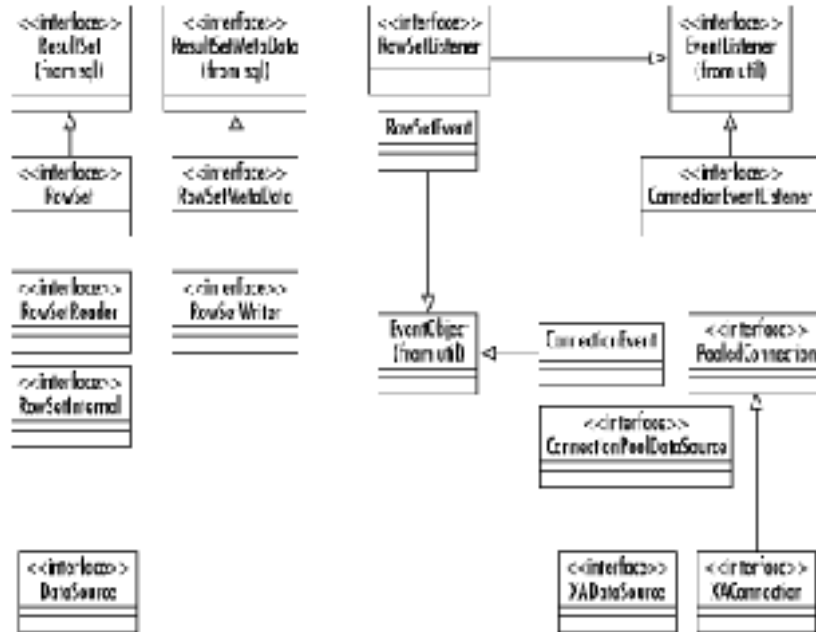 <<interface>>
ResultSet
(from sql)
<<interface>>
ResultSetMetaData
(from sql)
<<interface>>
RowSetListener
<<interface>>
EventListener
(from util)
RowSetEvent
<<interface>>
RowSet
<<interface>>
RowSetMetaData
<<interface>>
ConnectionEventListener
<<interface>>
RowSetReader
<<interface>>
RowSetWriter
EventObject
(from util)
ConnectionEvent
<<interface>>
PooledConnection
<<interface>>
RowSetInternal
<<interface>>
ConnectionPoolDataSource
<<interface>>
DataSource
<<interface>>
XADataSource
<<interface>>
XAConnection